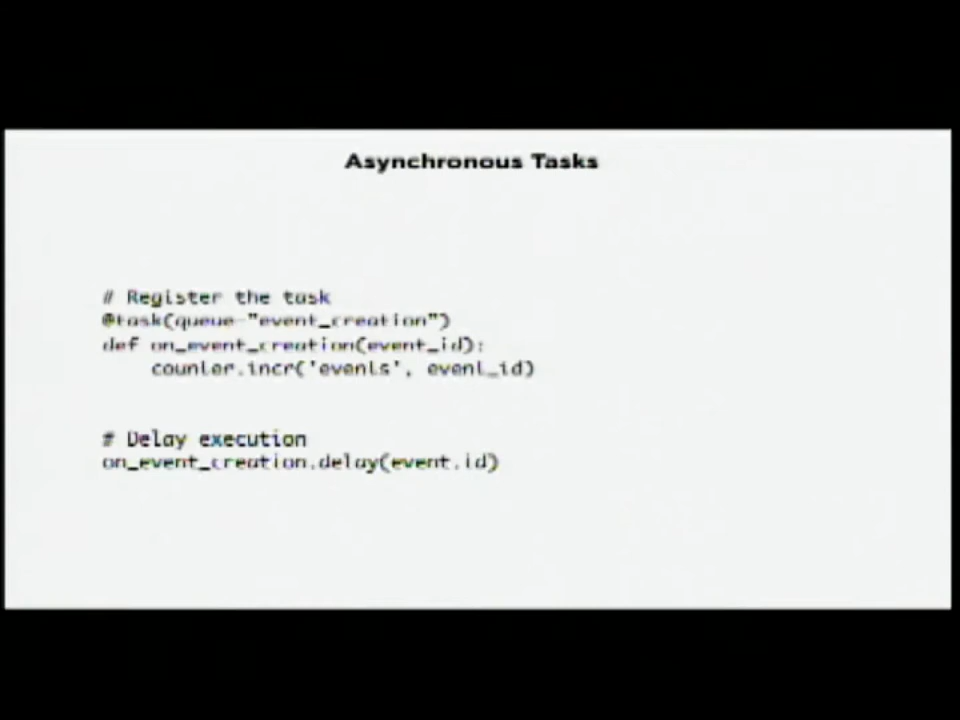 Asynchronous Tasks
# Register the task
@task(queue="event_creation")
def on_event_creation(event_id):
    counter.incr('events', event_id)
# Delay execution
on_event_creation.delay(event.id)